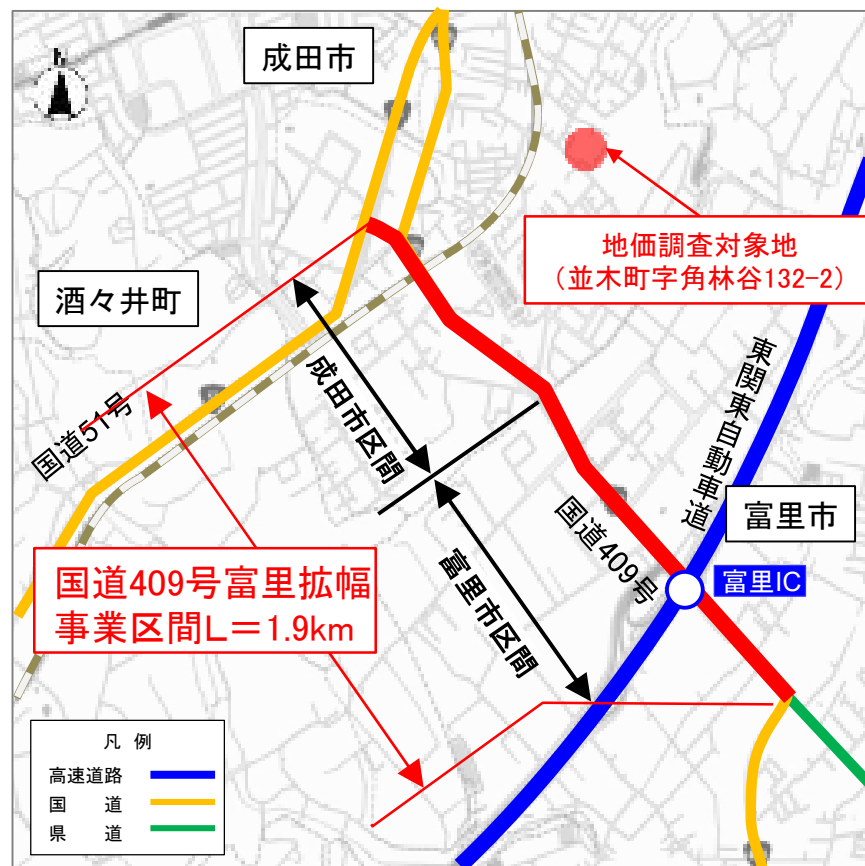 成田市
N
地価調査対象地
（並木町字角林谷132-2）
酒々井町
東関東自動車道
国道51号
成田市区間
国道409号
富里市
富里IC
国道409号富里拡幅
事業区間L＝1.9km
富里市区間
凡 例
高速道路
国 道
県 道